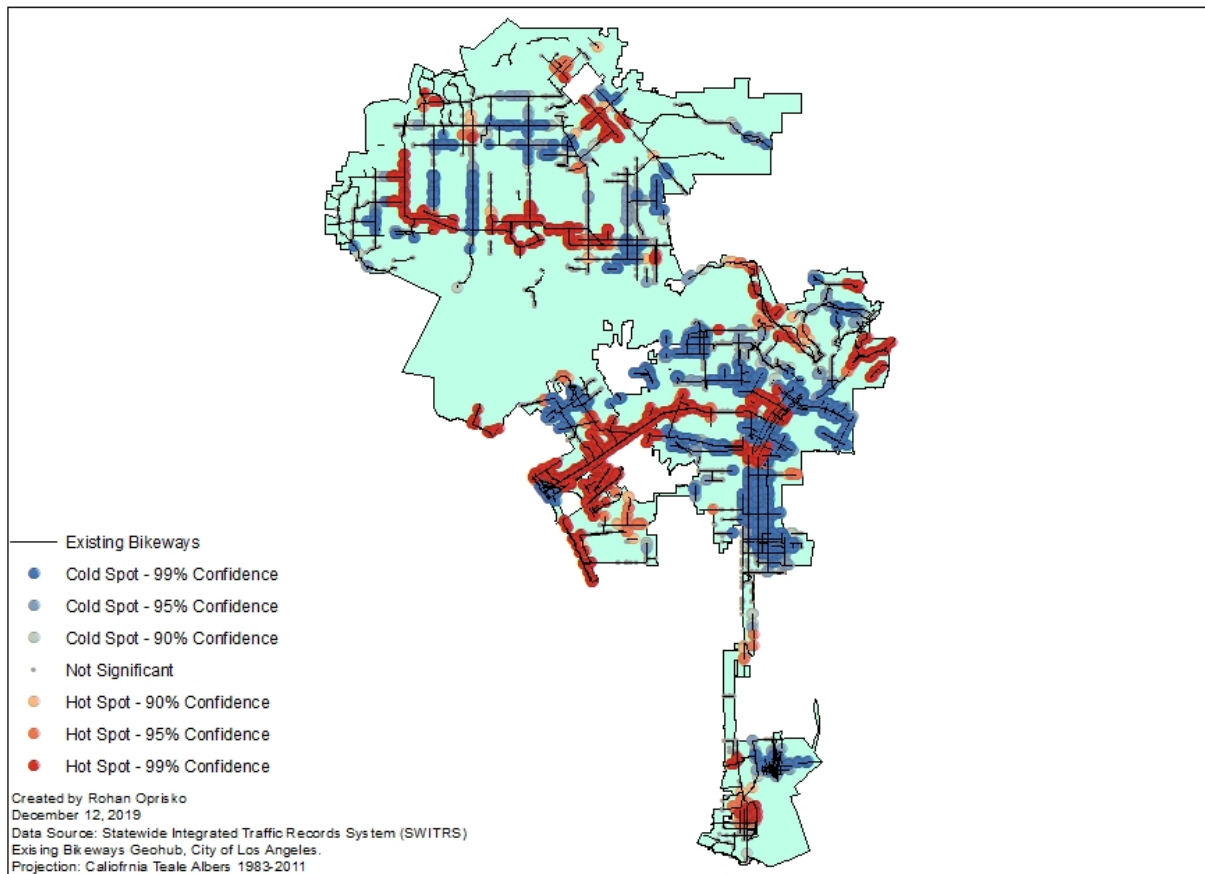 Existing Bikeways
Cold Spot - 99% Confidence
Cold Spot - 95% Confidence
Cold Spot - 90% Confidence
Not Significant
Hot Spot - 90% Confidence
Hot Spot - 95% Confidence
Hot Spot - 99% Confidence
Created by Rohan Oprisko
December 12, 2019
Data Source: Statewide Integrated Traffic Records System (SWITRS)
Exising Bikeways Geohub, City of Los Angeles.
Projection: Caliofrnia Teale Albers 1983-2011